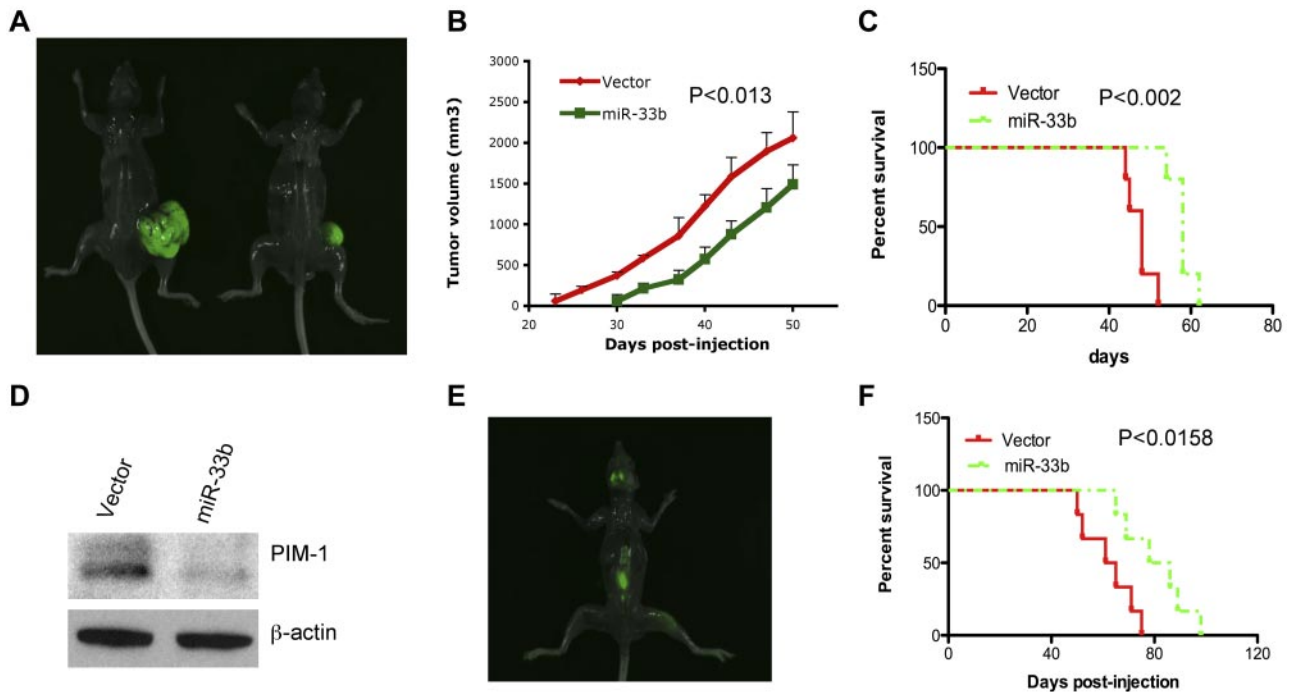 A
B
3000
2500
2000
1500
1000
500
0
Tumor volume (mm3)
Vector
miR-33b
P<0.013
20
30
40
50
Days post-injection
C
150
100
50
0
Percent survival
Vector
miR-33b
P<0.002
0
20
40
60
80
days
D
Vector
miR-33b
PIM-1
β-actin
E
F
150
100
50
0
Percent survival
Vector
miR-33b
P<0.0158
0
40
80
120
Days post-injection